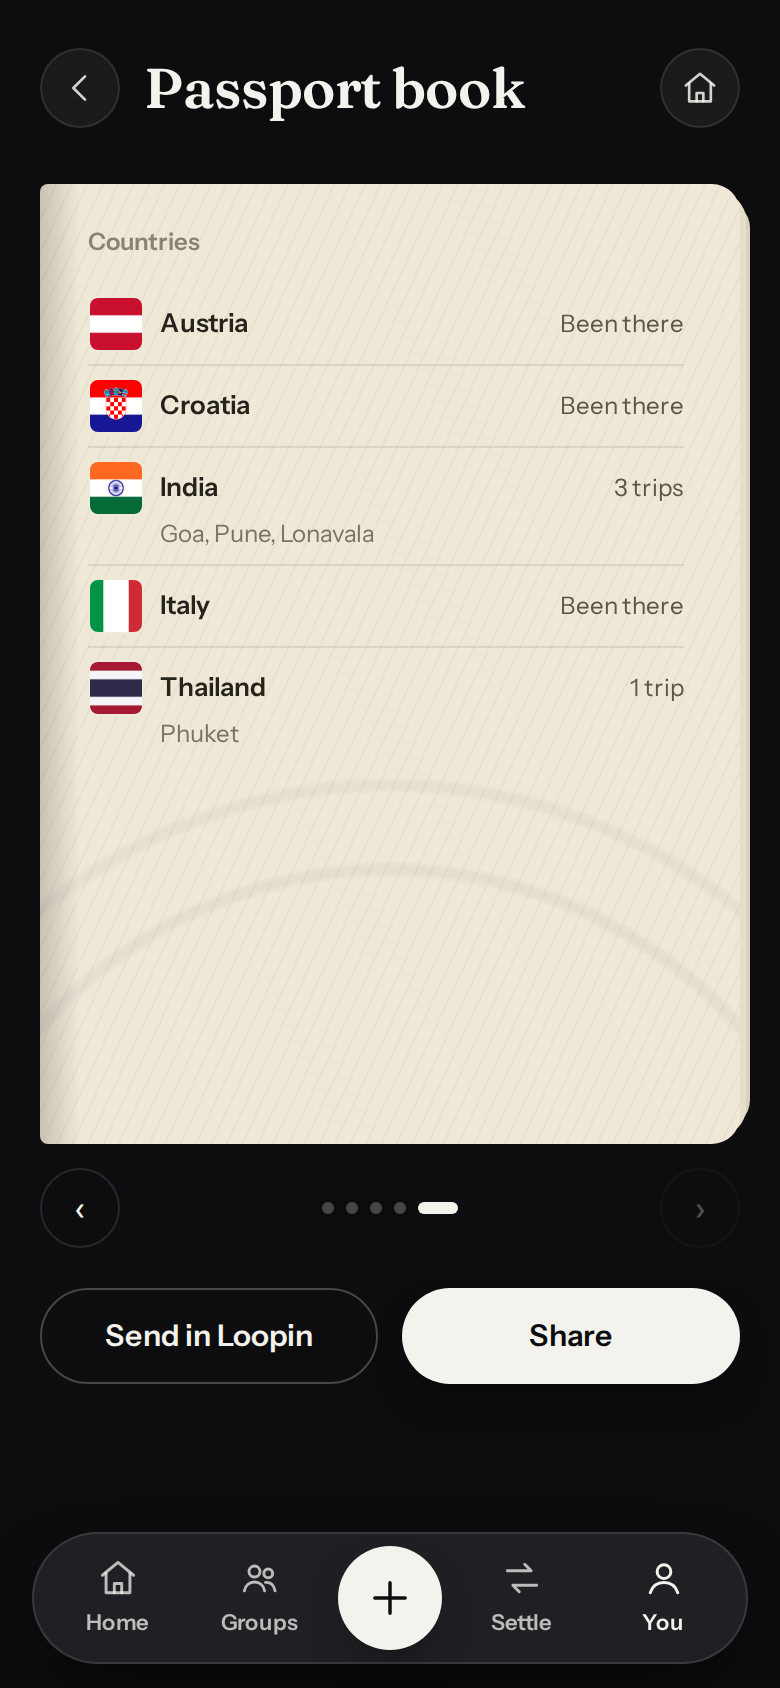 Passport book
Countries
Austria Been there
Croatia Been there
India 3 trips
Goa, Pune, Lonavala
Italy Been there
Thailand 1 trip
Phuket
Send in Loopin Share
Home Groups Settle You